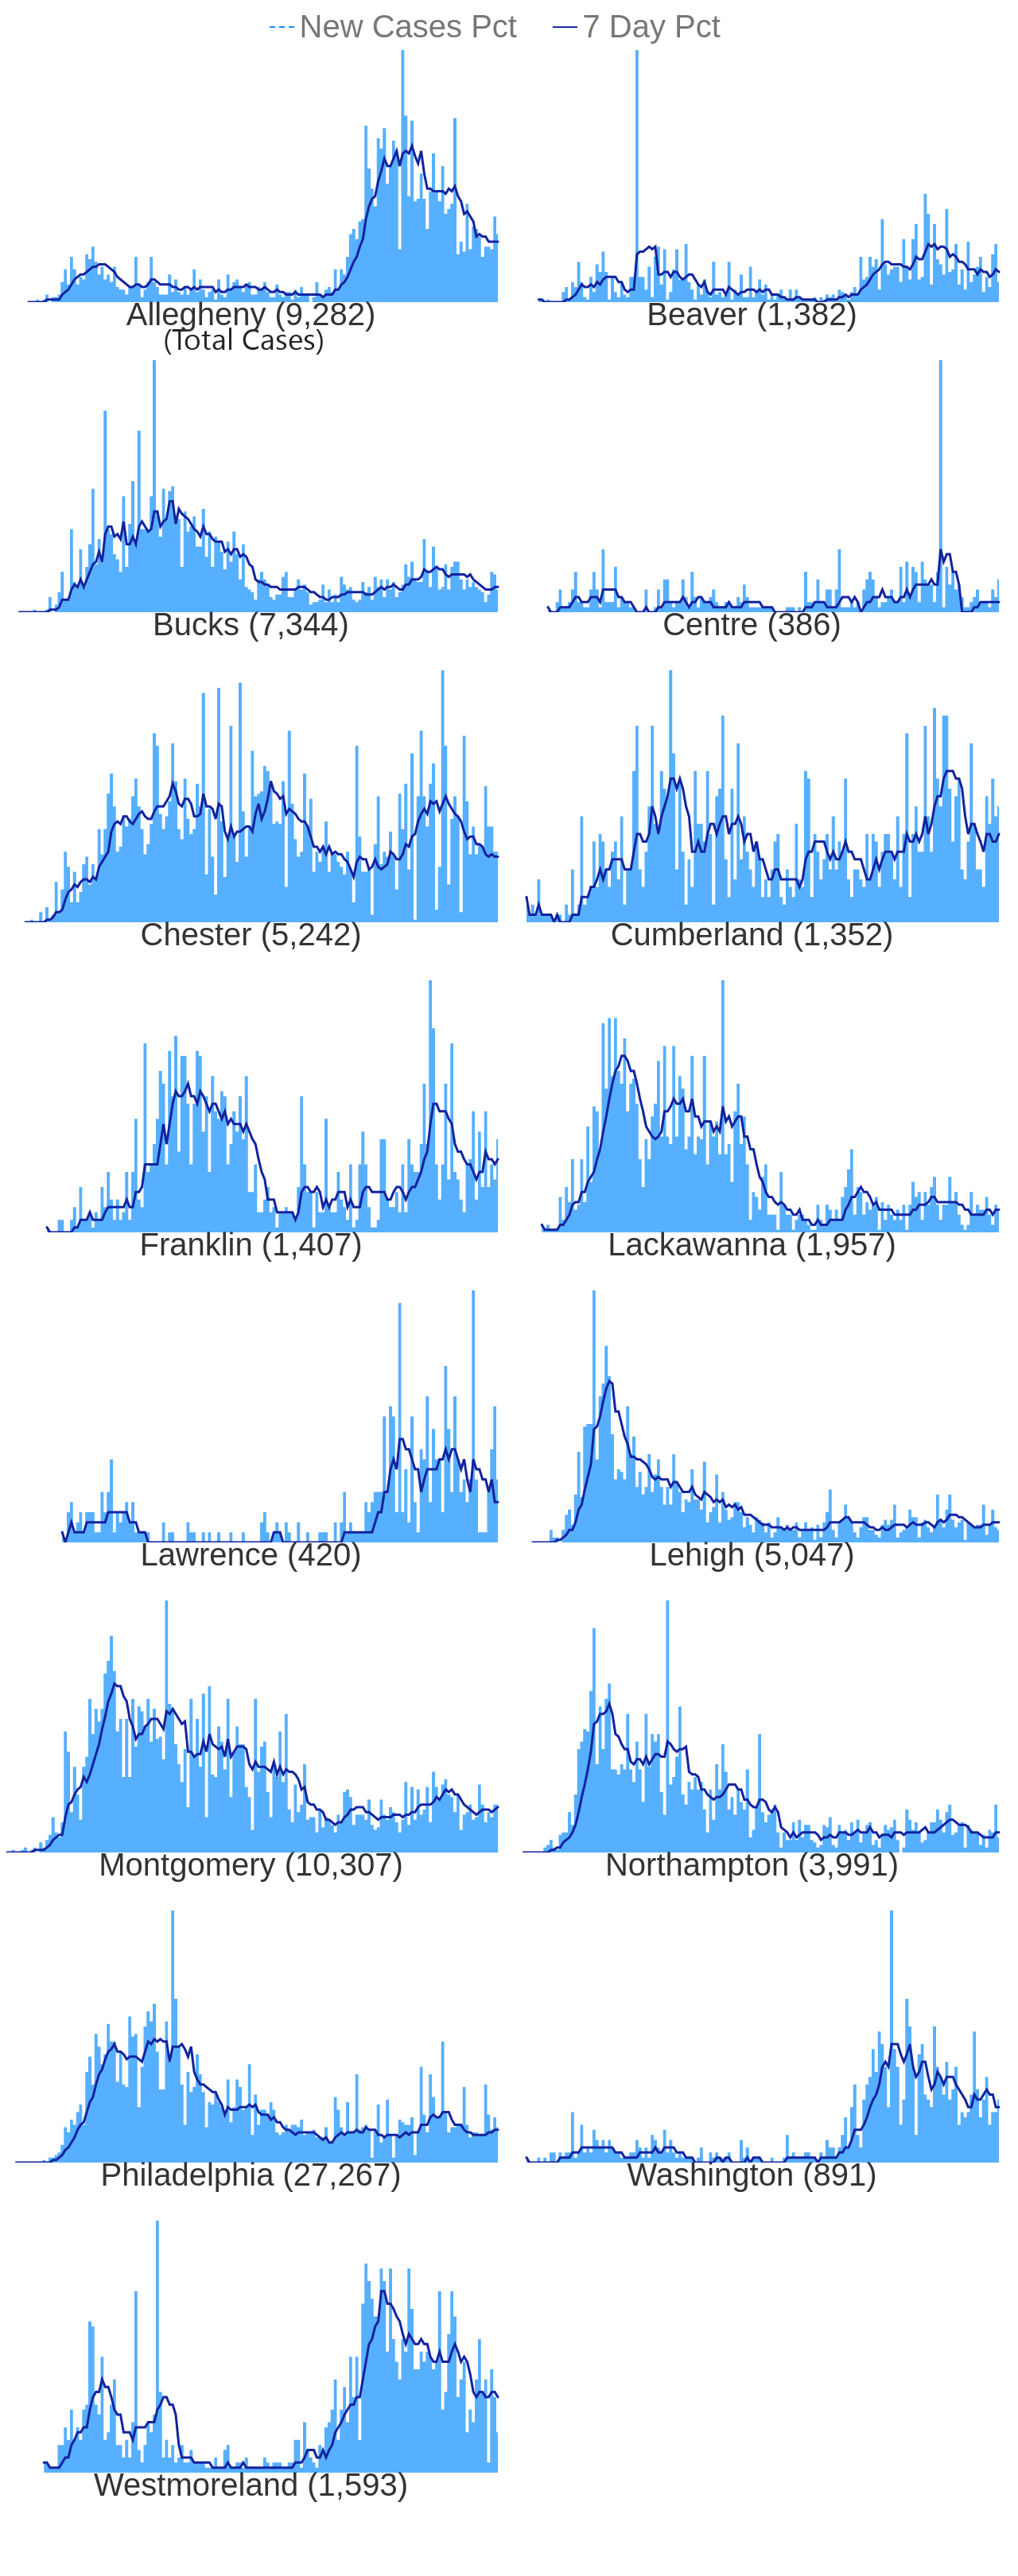 New Cases Pct 7 Day Pct
Allegheny (9,282) Beaver (1,382)
(Total Cases)
Bucks (7,344) Centre (386)
Chester (5,242) Cumberland (1,352)
Franklin (1,407) Lackawanna (1,957)
Lawrence (420) Lehigh (5,047)
Montgomery (10,307) Northampton (3,991)
Philadelphia (27,267) Washington (891)
Westmoreland (1,593)